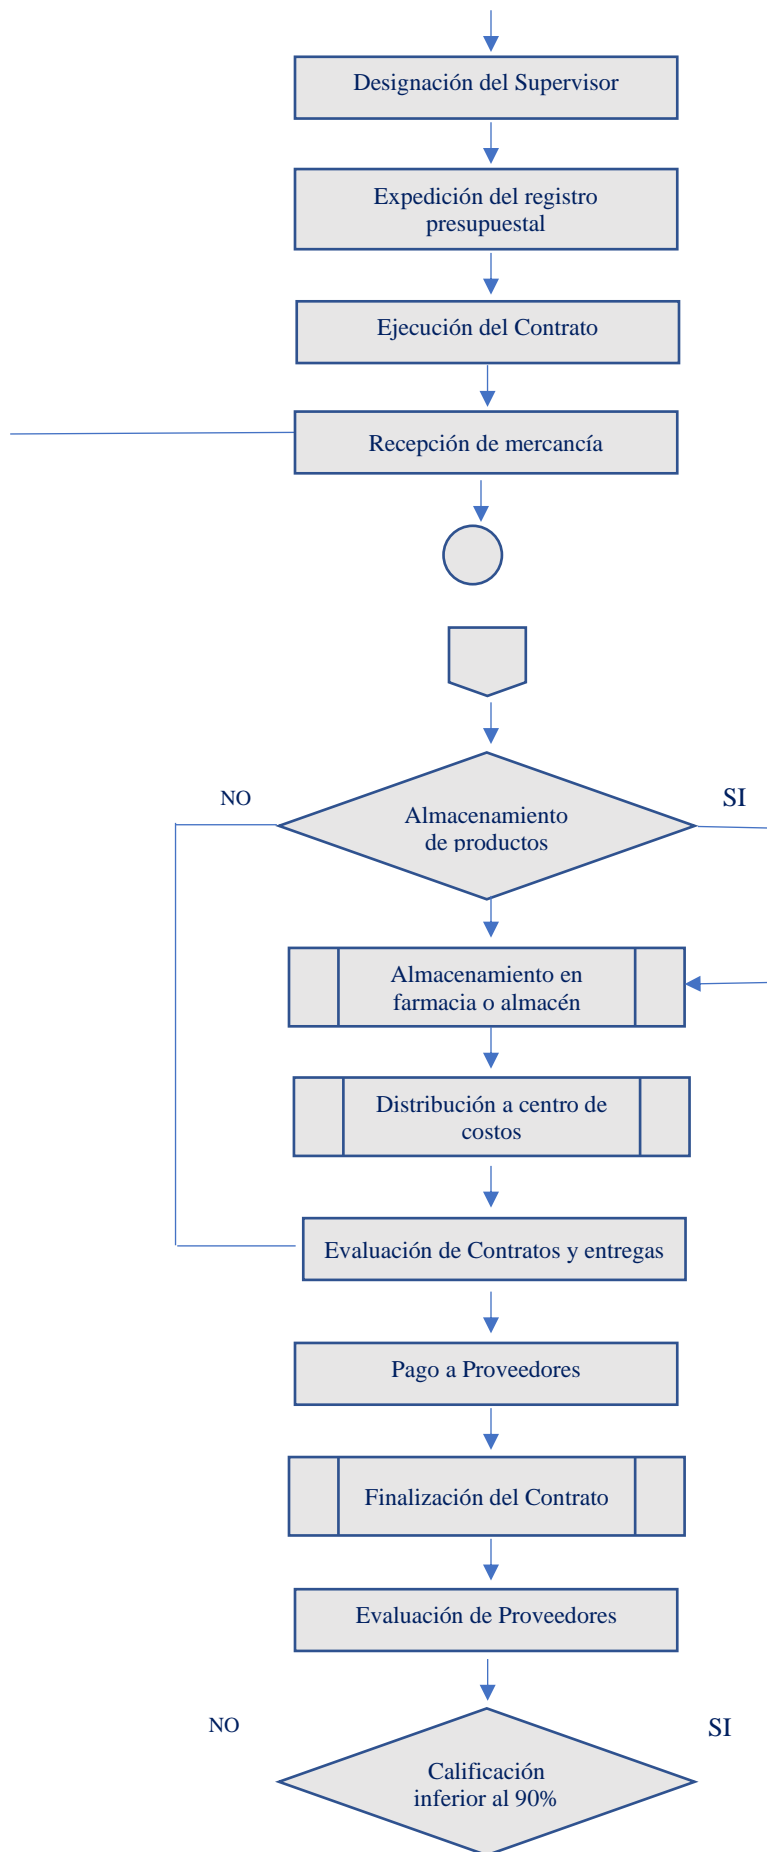 Designación del Supervisor
Expedición del registro
presupuestal
Ejecución del Contrato
Recepción de mercancía
NO
SI
Almacenamiento
de productos
Almacenamiento en
farmacia o almacén
Distribución a centro de
costos
Evaluación de Contratos y entregas
Pago a Proveedores
Finalización del Contrato
Evaluación de Proveedores
NO
SI
Calificación
inferior al 90%